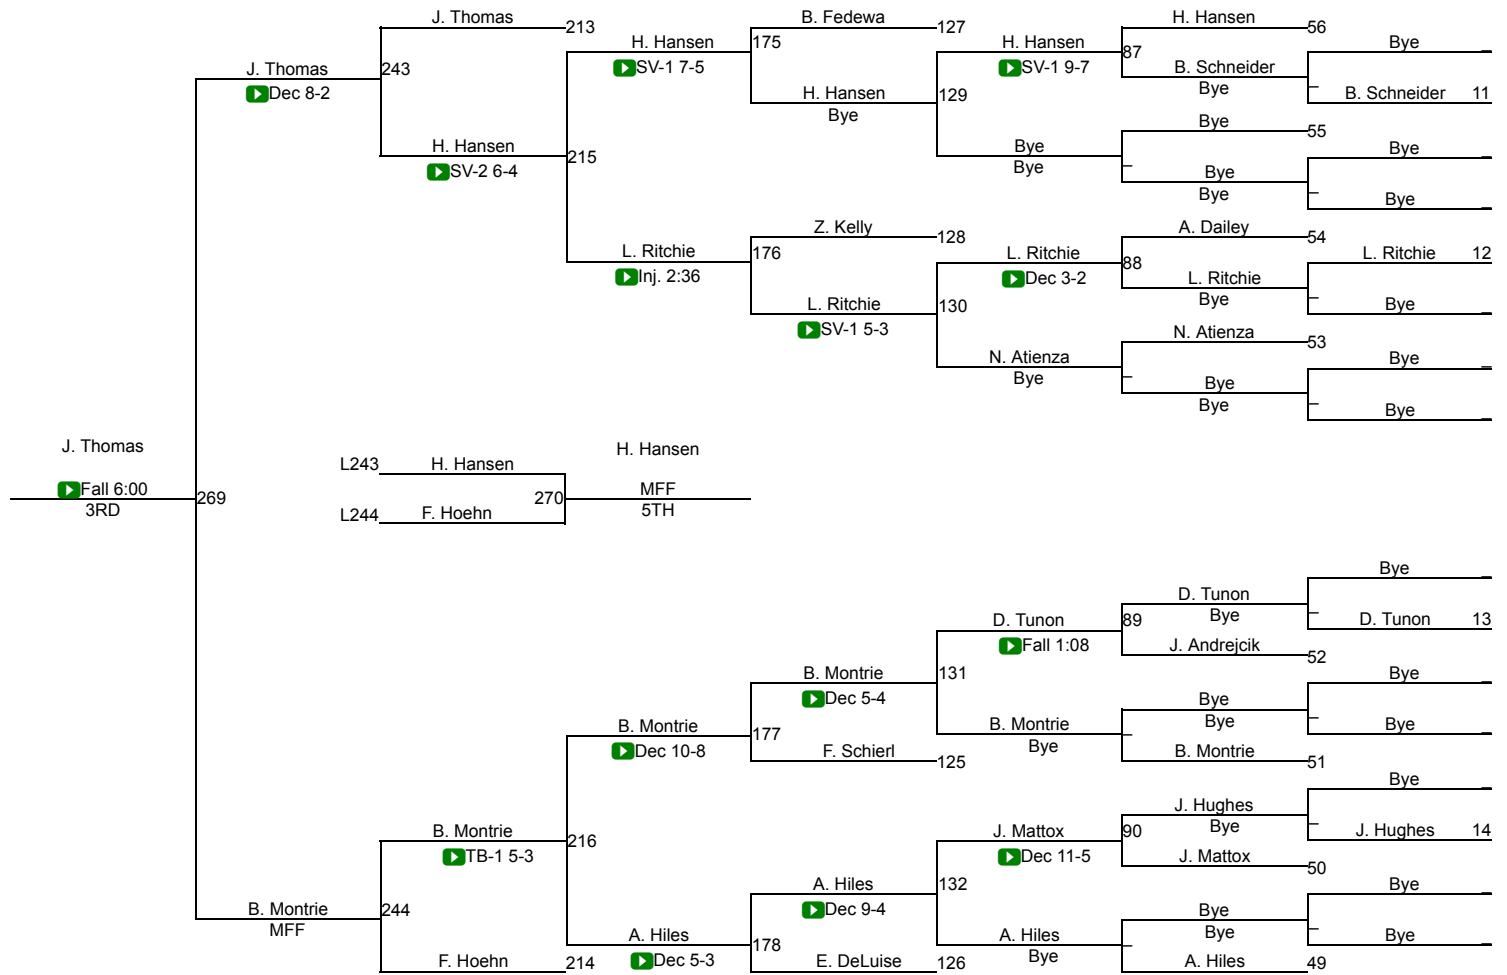 J. Thomas 213 B. Fedewa 127 H. Hansen 56
H. Hansen 175 H. Hansen 87 Bye _
J. Thomas 243 SV-1 7-5 SV-1 9-7 B. Schneider
Dec 8-2 H. Hansen 129 Bye _ B. Schneider 11
Bye
Bye 55
H. Hansen 215 Bye Bye _
SV-2 6-4 Bye _ Bye
Bye _ Bye _
Z. Kelly 128 A. Dailey 54
L. Ritchie 176 L. Ritchie 88 L. Ritchie 12
Inj. 2:36 Dec 3-2 L. Ritchie
L. Ritchie 130 Bye _ Bye _
SV-1 5-3 N. Atienza 53
N. Atienza Bye _
Bye _ Bye
Bye _ Bye _
J. Thomas H. Hansen
L243 H. Hansen
Fall 6:00 269 270 MFF
3RD L244 F. Hoehn 5TH
Bye _
D. Tunon
D. Tunon 89 Bye _ D. Tunon 13
Fall 1:08 J. Andrejcik 52
B. Montrie 131 Bye _
Dec 5-4 Bye
B. Montrie 177 B. Montrie _ Bye _ Bye _
Dec 10-8 F. Schierl 125 Bye B. Montrie 51
Bye _
J. Hughes
B. Montrie 216 J. Mattox 90 Bye _ J. Hughes 14
TB-1 5-3 Dec 11-5 J. Mattox 50
A. Hiles 132 Bye _
B. Montrie 244 Dec 9-4 Bye
MFF A. Hiles 178 A. Hiles _ Bye _ Bye _
F. Hoehn 214 Dec 5-3 E. DeLuise 126 Bye A. Hiles 49